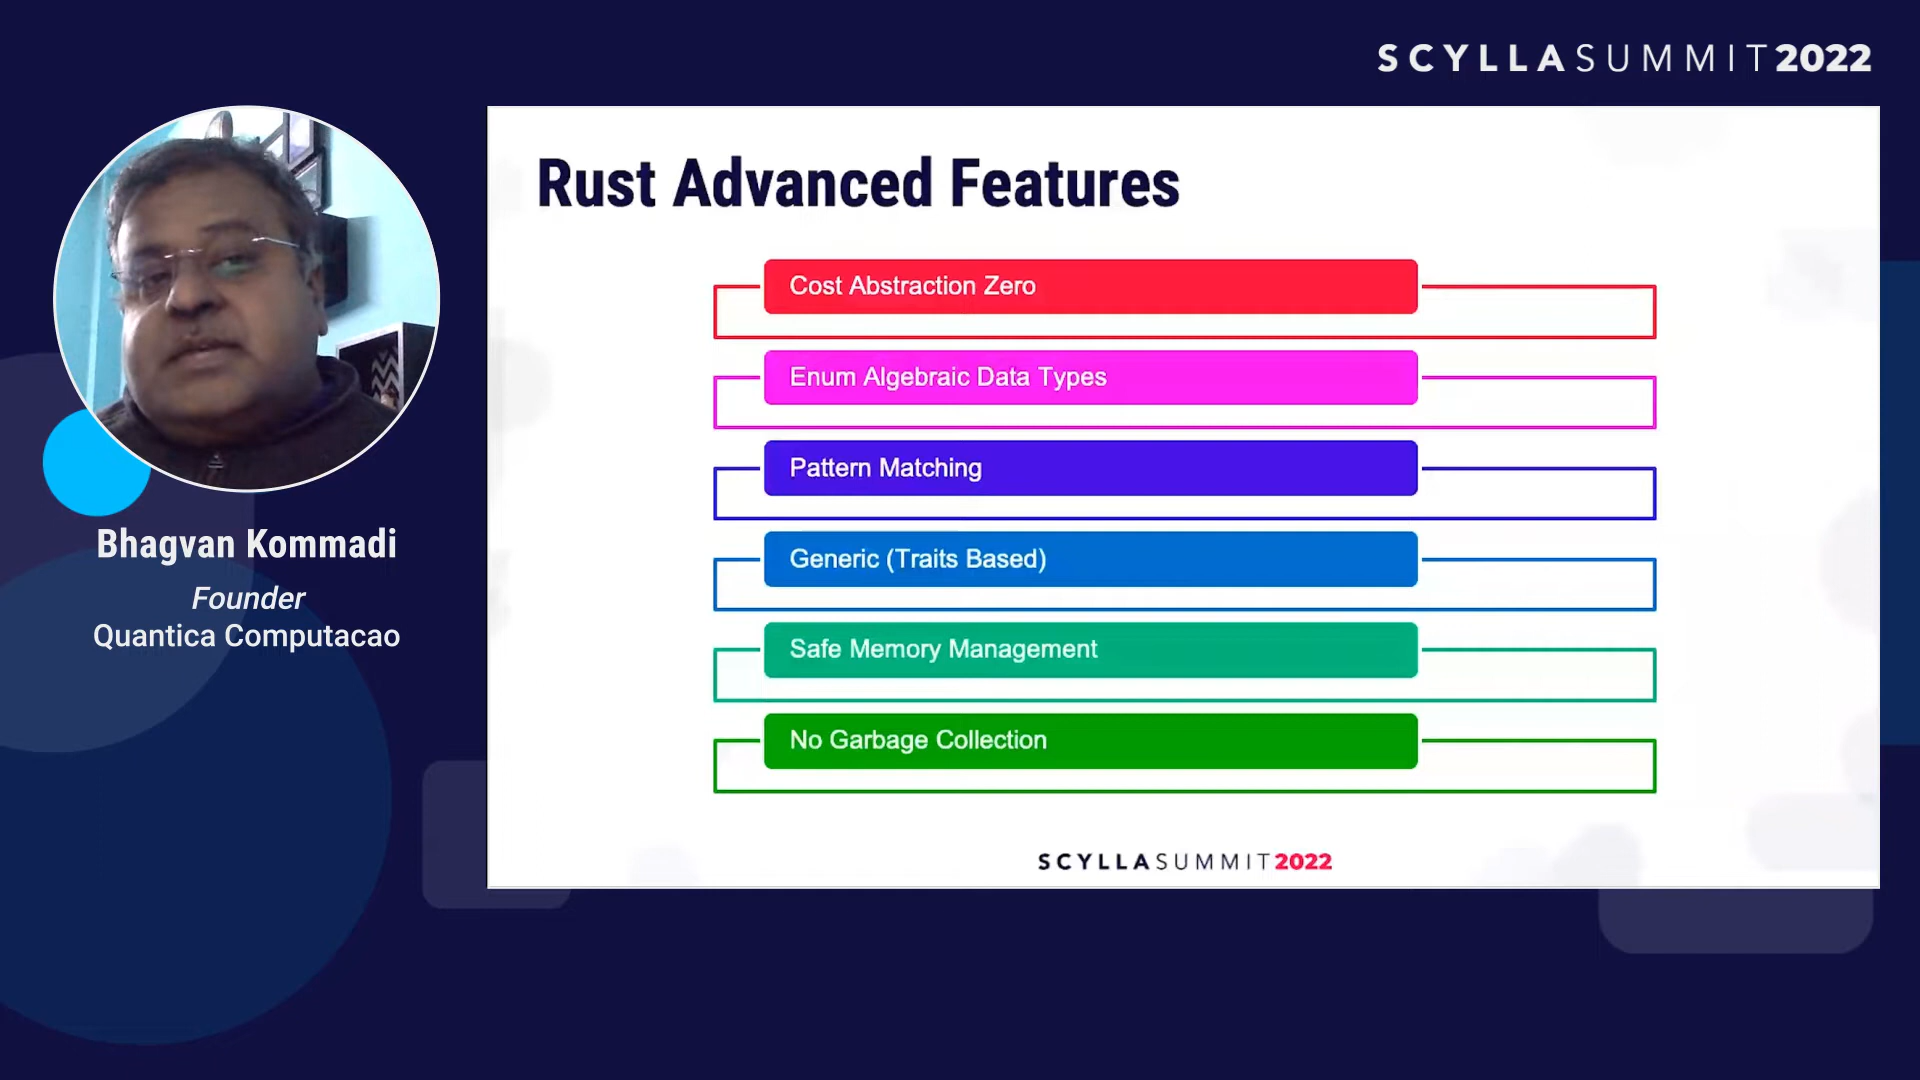 SCYLLASUMMIT2022
Rust Advanced Features
Cost Abstraction Zero
Enum Algebraic Data Types
Pattern Matching
Generic (Traits Based)
Safe Memory Management
No Garbage Collection
SCYLLASUMMIT2022
Bhagvan Kommadi
Founder
Quantica Computacao